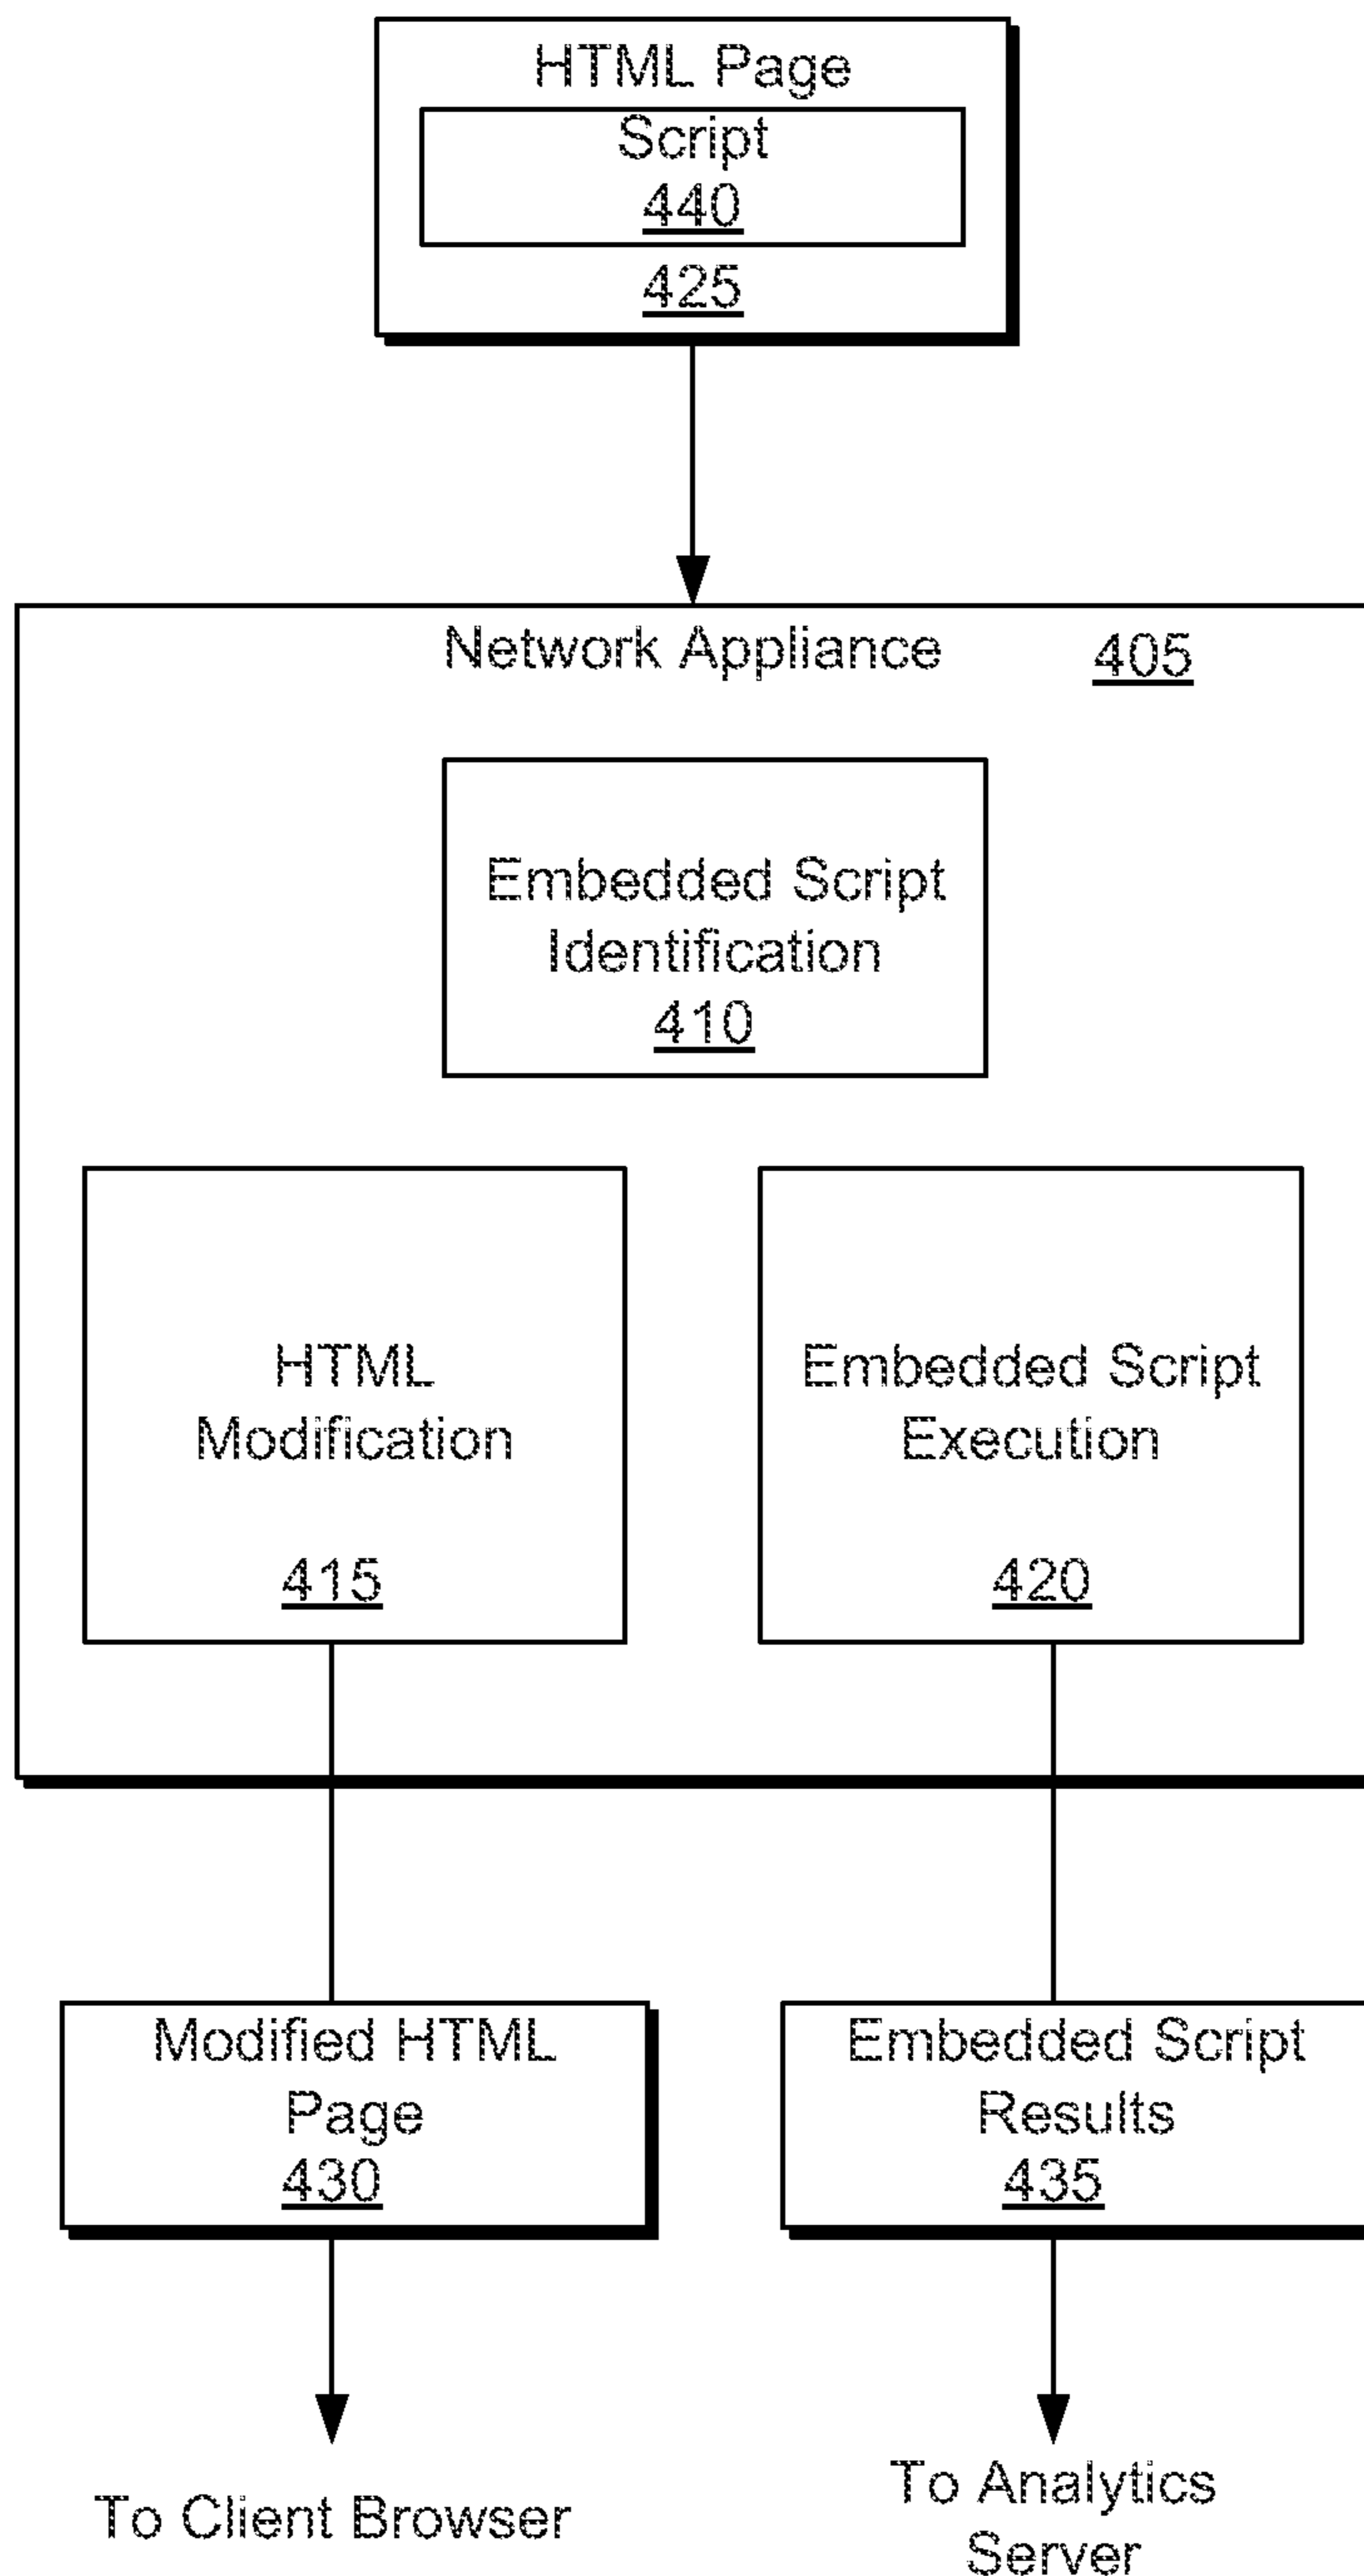 HTML Page
Script
440
425
Network Appliance 405
Embedded Script
Identification
410
HTML
Modification
415
Embedded Script
Execution
420
Modified HTML
Page
430
Embedded Script
Results
435
To Client Browser
To Analytics
Server